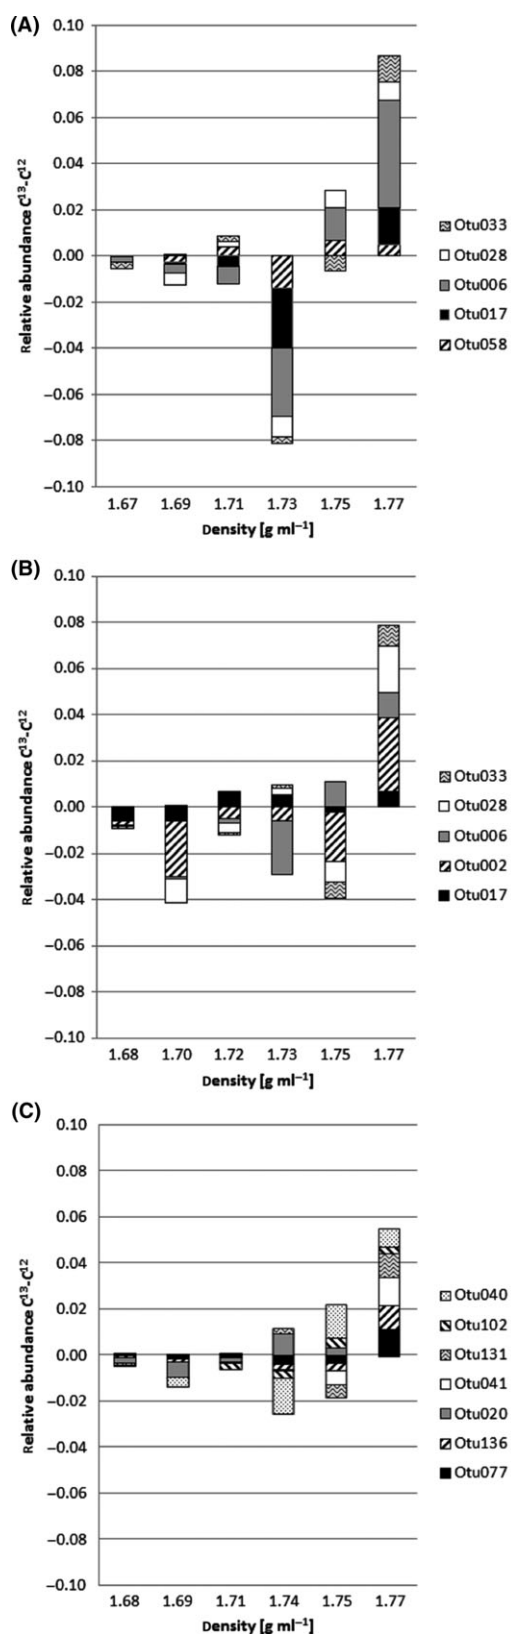 (A)
0.10
0.08
0.06
0.04
0.02
0.00
−0.02
−0.04
−0.06
−0.08
−0.10
Relative abundance C¹³-C¹²
1.67 1.69 1.71 1.73 1.75 1.77
Density [g ml⁻¹]
Otu033
Otu028
Otu006
Otu017
Otu058
(B)
0.10
0.08
0.06
0.04
0.02
0.00
−0.02
−0.04
−0.06
−0.08
−0.10
Relative abundance C¹³-C¹²
1.68 1.70 1.72 1.73 1.75 1.77
Density [g ml⁻¹]
Otu033
Otu028
Otu006
Otu002
Otu017
(C)
0.10
0.08
0.06
0.04
0.02
0.00
−0.02
−0.04
−0.06
−0.08
−0.10
Relative abundance C¹³-C¹²
1.68 1.69 1.71 1.74 1.75 1.77
Density [g ml⁻¹]
Otu040
Otu102
Otu131
Otu041
Otu020
Otu136
Otu077